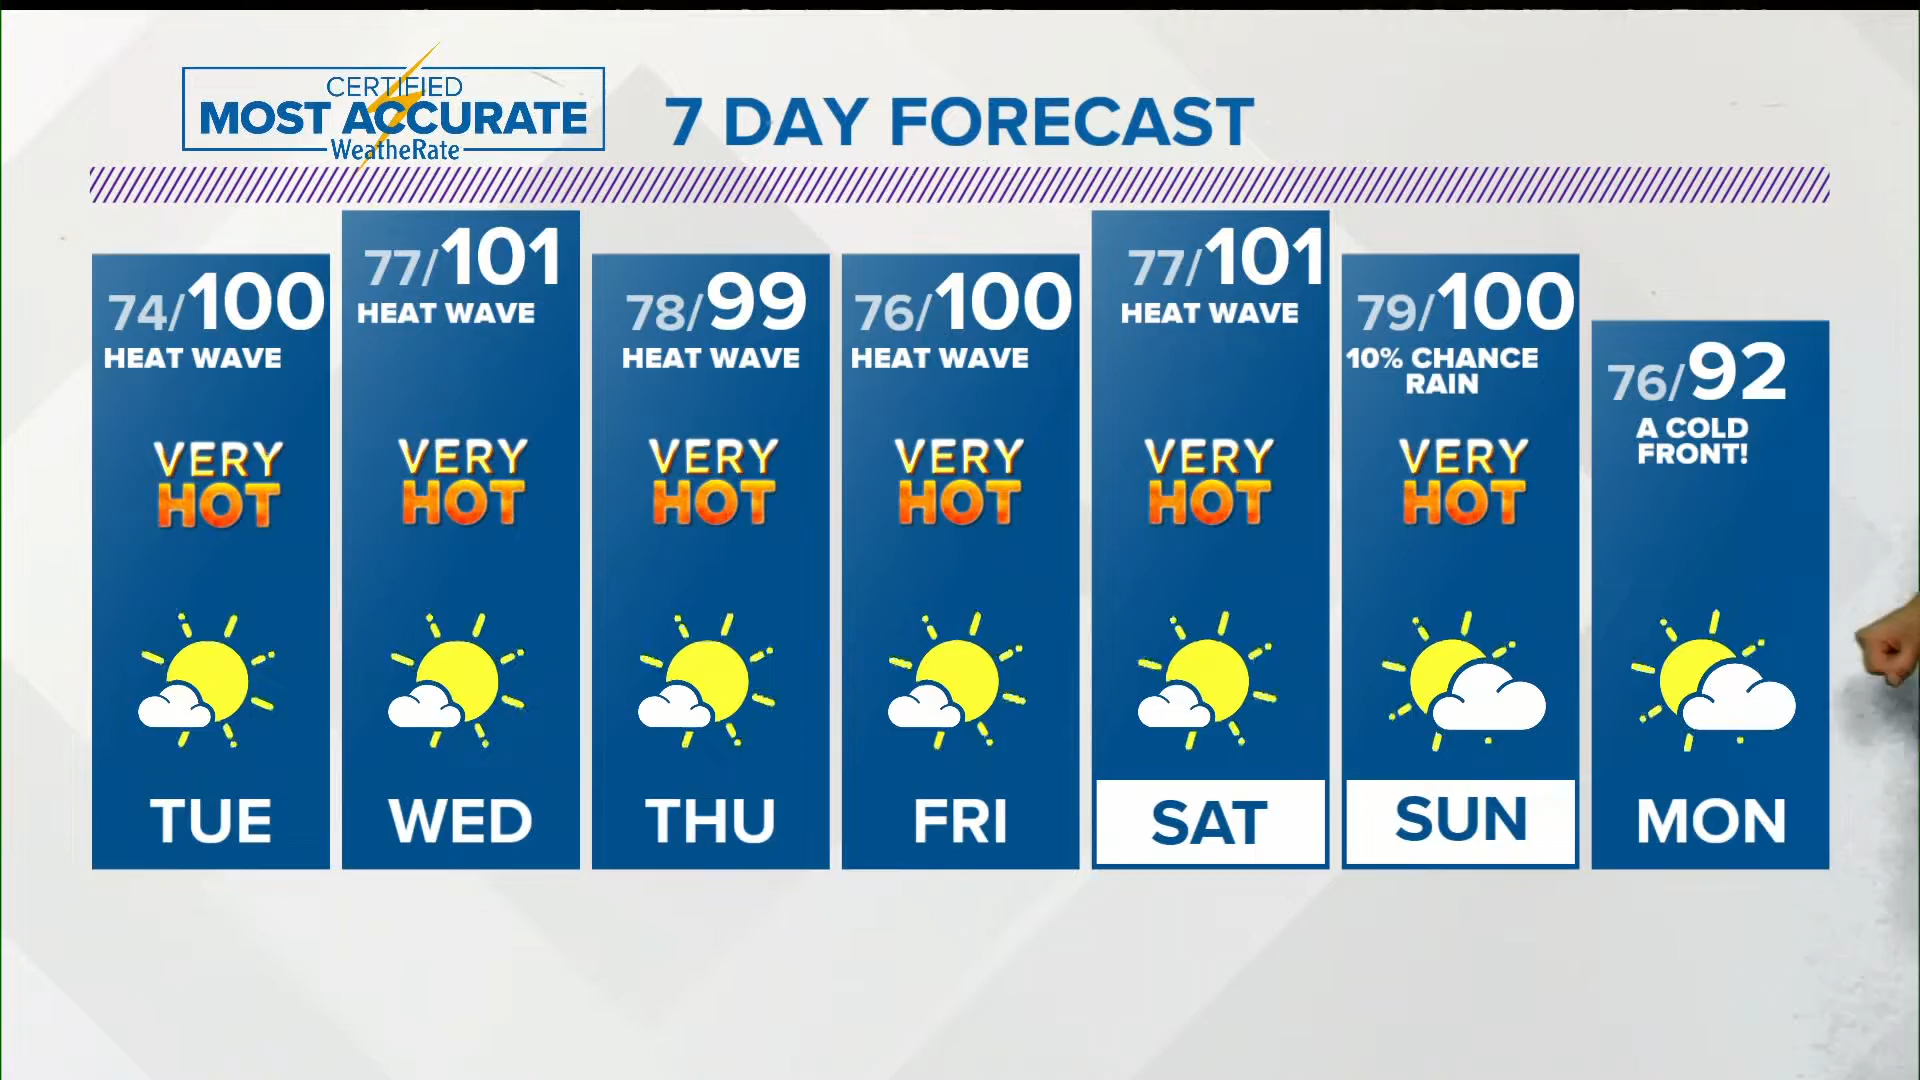 CERTIFIED
MOST ACCURATE
WeatheRate
7 DAY FORECAST
74/100
HEAT WAVE
VERY
HOT
TUE
77/101
HEAT WAVE
VERY
HOT
WED
78/99
HEAT WAVE
VERY
HOT
THU
76/100
HEAT WAVE
VERY
HOT
FRI
77/101
HEAT WAVE
VERY
HOT
SAT
79/100
10% CHANCE
RAIN
VERY
HOT
SUN
76/92
A COLD
FRONT!
MON